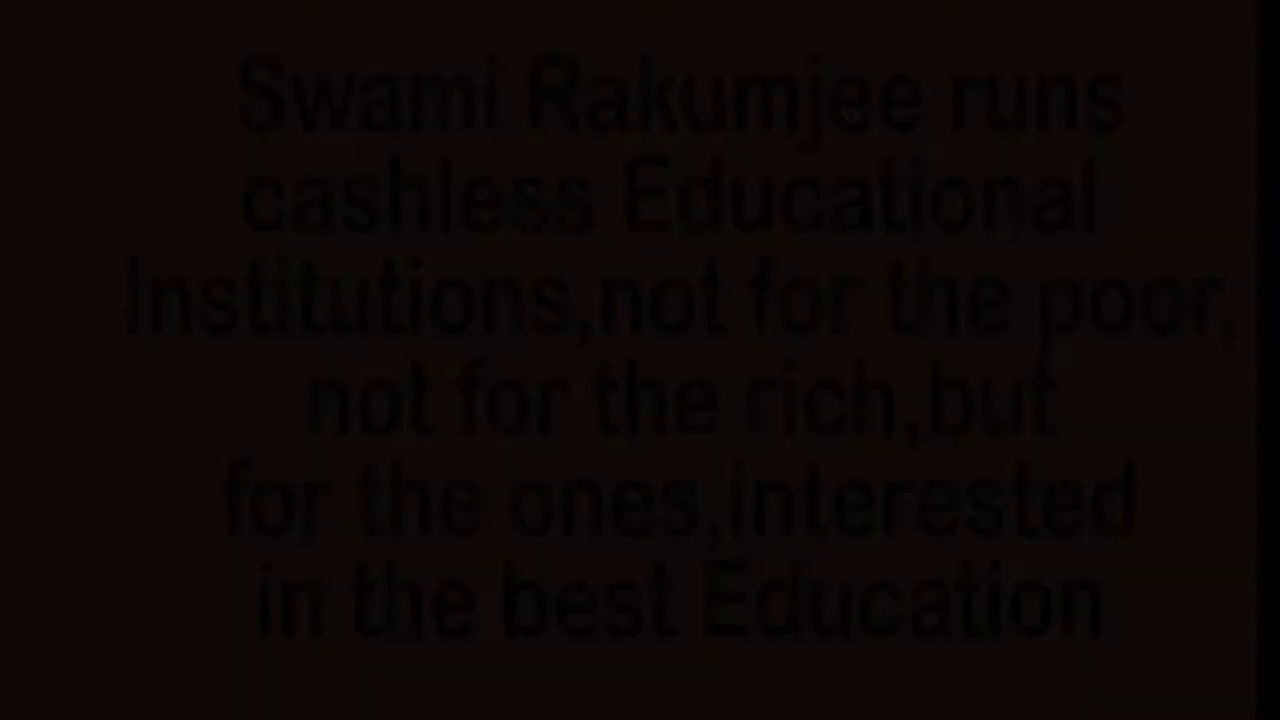 Swami Rakumjee runs
cashless Educational
Institutions,not for the poor,
not for the rich,but
for the ones,interested
in the best Education